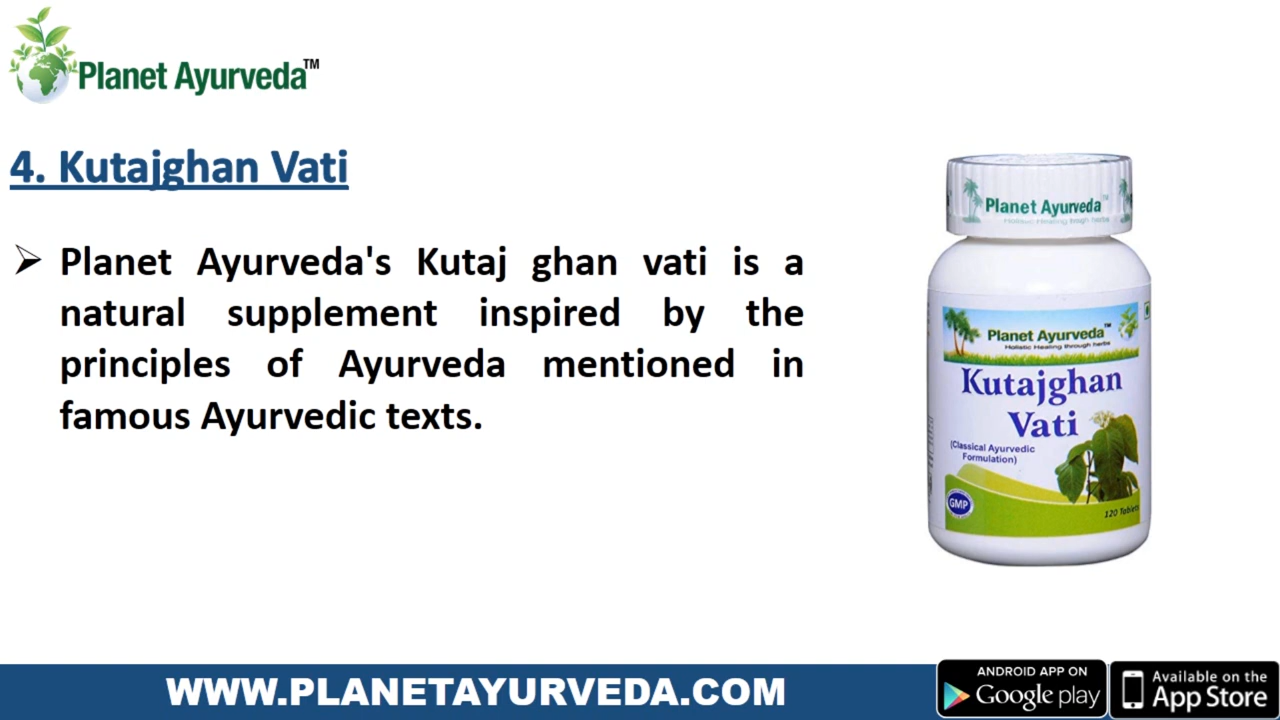 Planet Ayurveda™
4. Kutajghan Vati
➢ Planet Ayurveda's Kutaj ghan vati is a
natural supplement inspired by the
principles of Ayurveda mentioned in
famous Ayurvedic texts.
Planet Ayurveda
Planet Ayurveda™
Holistic Healing through herbs
Kutajghan
Vati
(Classical Ayurvedic
Formulation)
GMP
120 Tablets
WWW.PLANETAYURVEDA.COM
ANDROID APP ON
Google play
Available on the
App Store